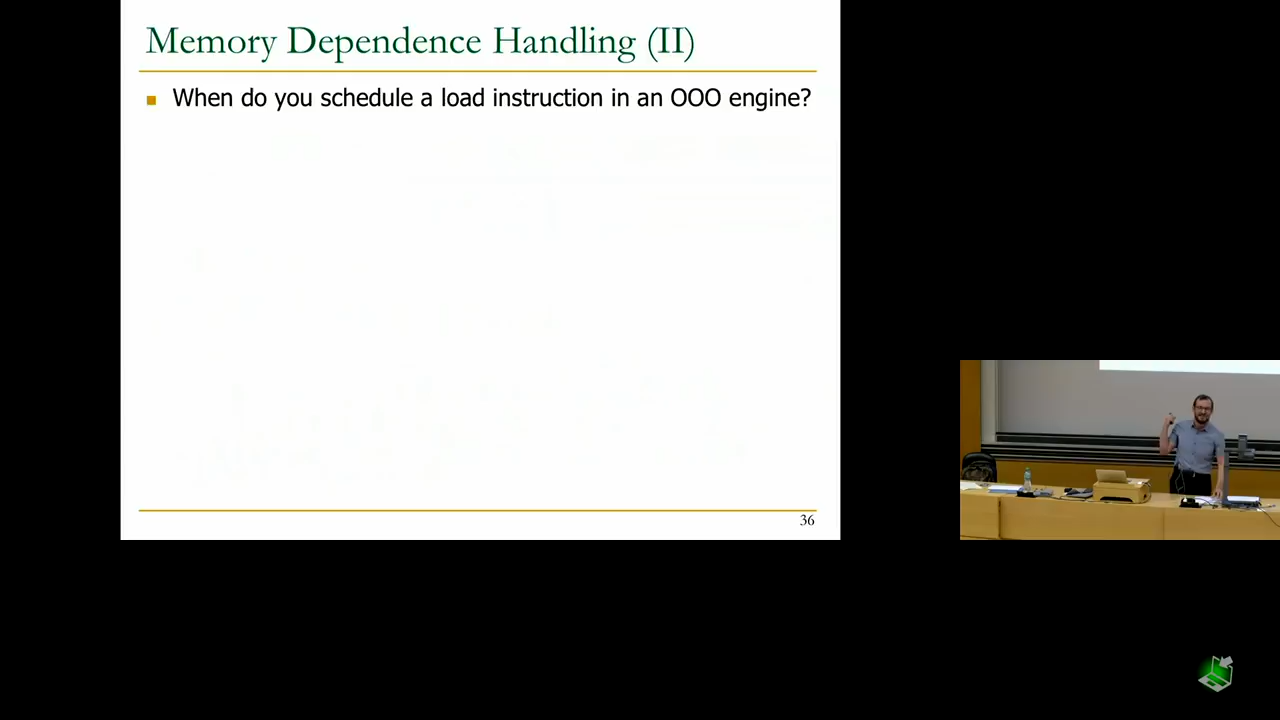 Memory Dependence Handling (II)
When do you schedule a load instruction in an OOO engine?
36